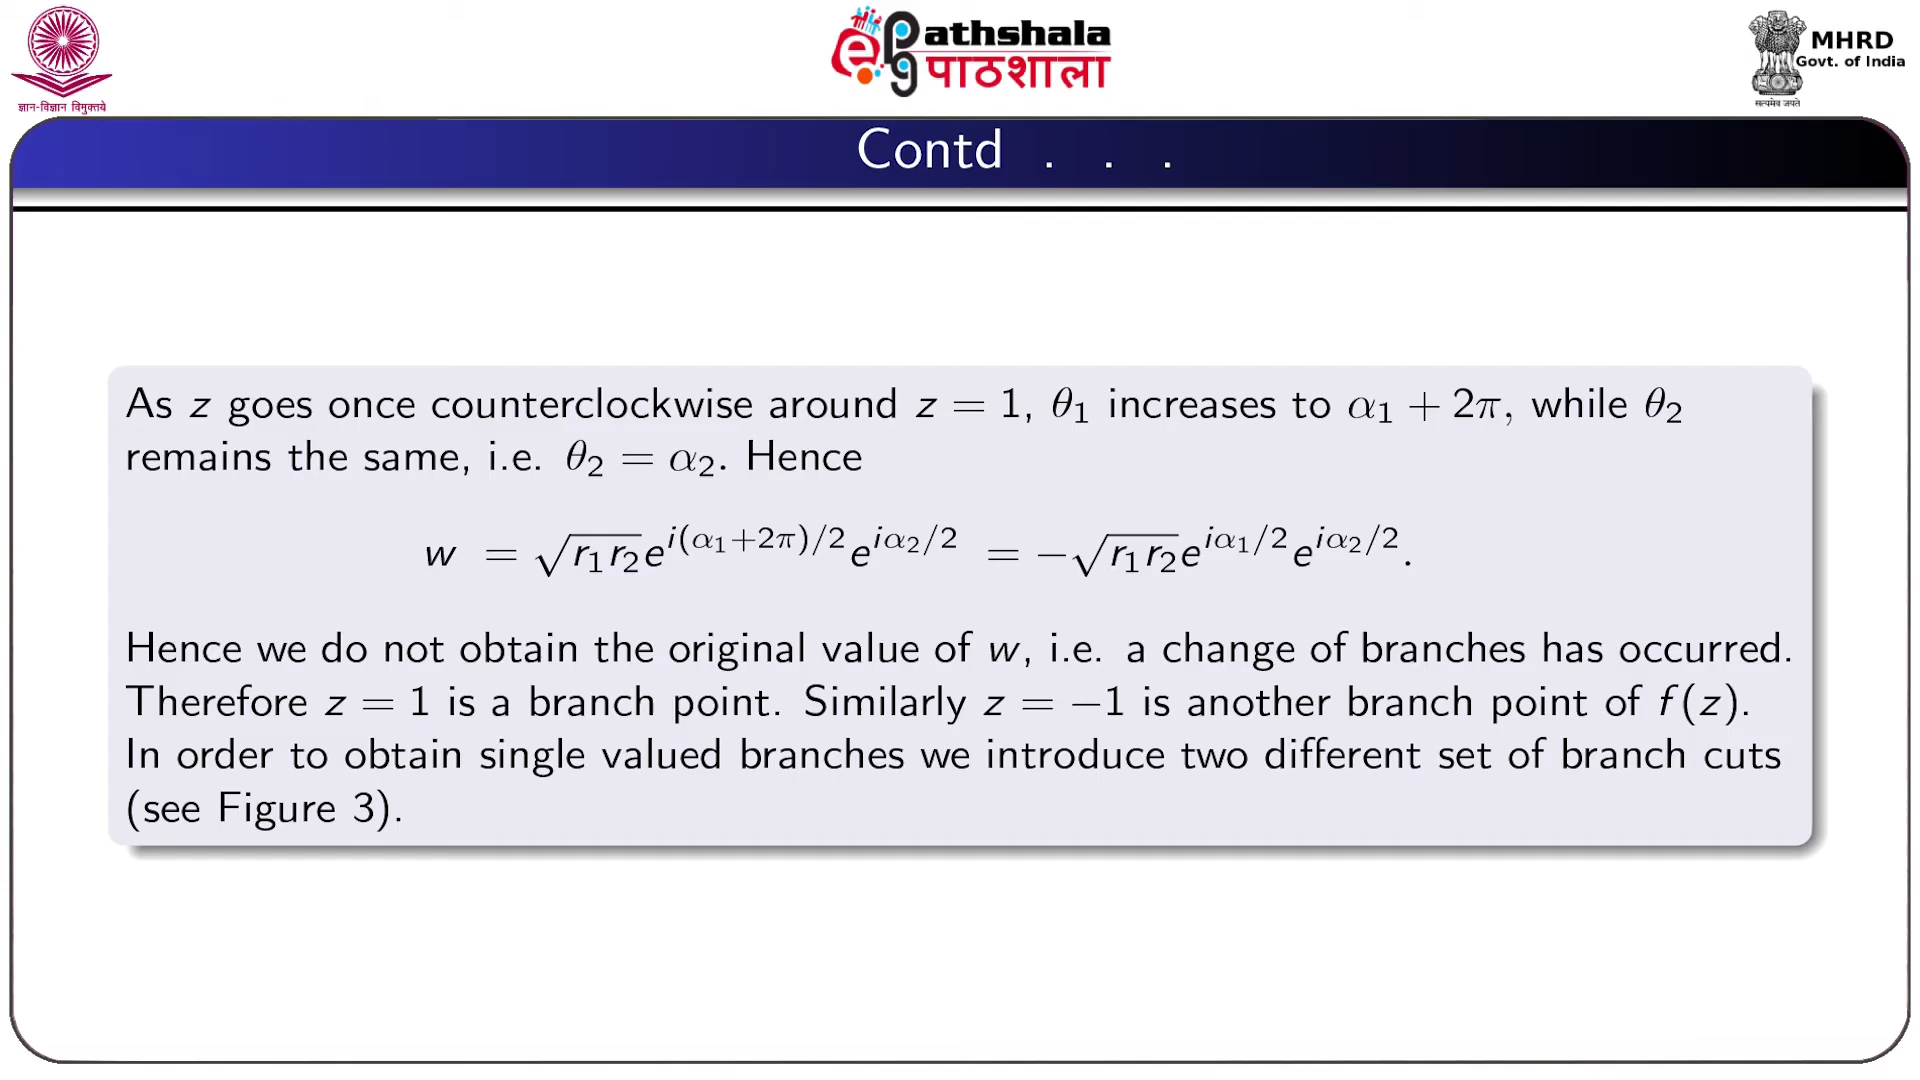 ज्ञान-विज्ञान विमुक्तये
ePG athshala
पाठशाला
MHRD
Govt. of India
सत्यमेव जयते
Contd . . .
As z goes once counterclockwise around z = 1, θ₁ increases to α₁ + 2π, while θ₂
remains the same, i.e. θ₂ = α₂. Hence
w = √r₁r₂e^{i(α₁+2π)/2}e^{iα₂/2} = −√r₁r₂e^{iα₁/2}e^{iα₂/2}.
Hence we do not obtain the original value of w, i.e. a change of branches has occurred.
Therefore z = 1 is a branch point. Similarly z = −1 is another branch point of f(z).
In order to obtain single valued branches we introduce two different set of branch cuts
(see Figure 3).